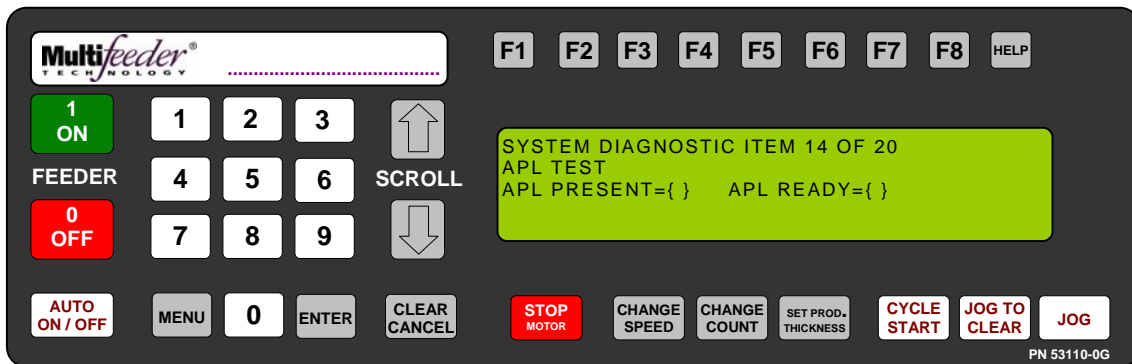 Multifeeder®
TECHNOLOGY
F1 F2 F3 F4 F5 F6 F7 F8 HELP
1
ON
FEEDER
0
OFF
1 2 3
4 5 6
7 8 9
SCROLL
SYSTEM DIAGNOSTIC ITEM 14 OF 20
APL TEST
APL PRESENT={ } APL READY={ }
AUTO
ON / OFF
MENU
0
ENTER
CLEAR
CANCEL
STOP
MOTOR
CHANGE
SPEED
CHANGE
COUNT
SET PROD.
THICKNESS
CYCLE
START
JOG TO
CLEAR
JOG
PN 53110-0G